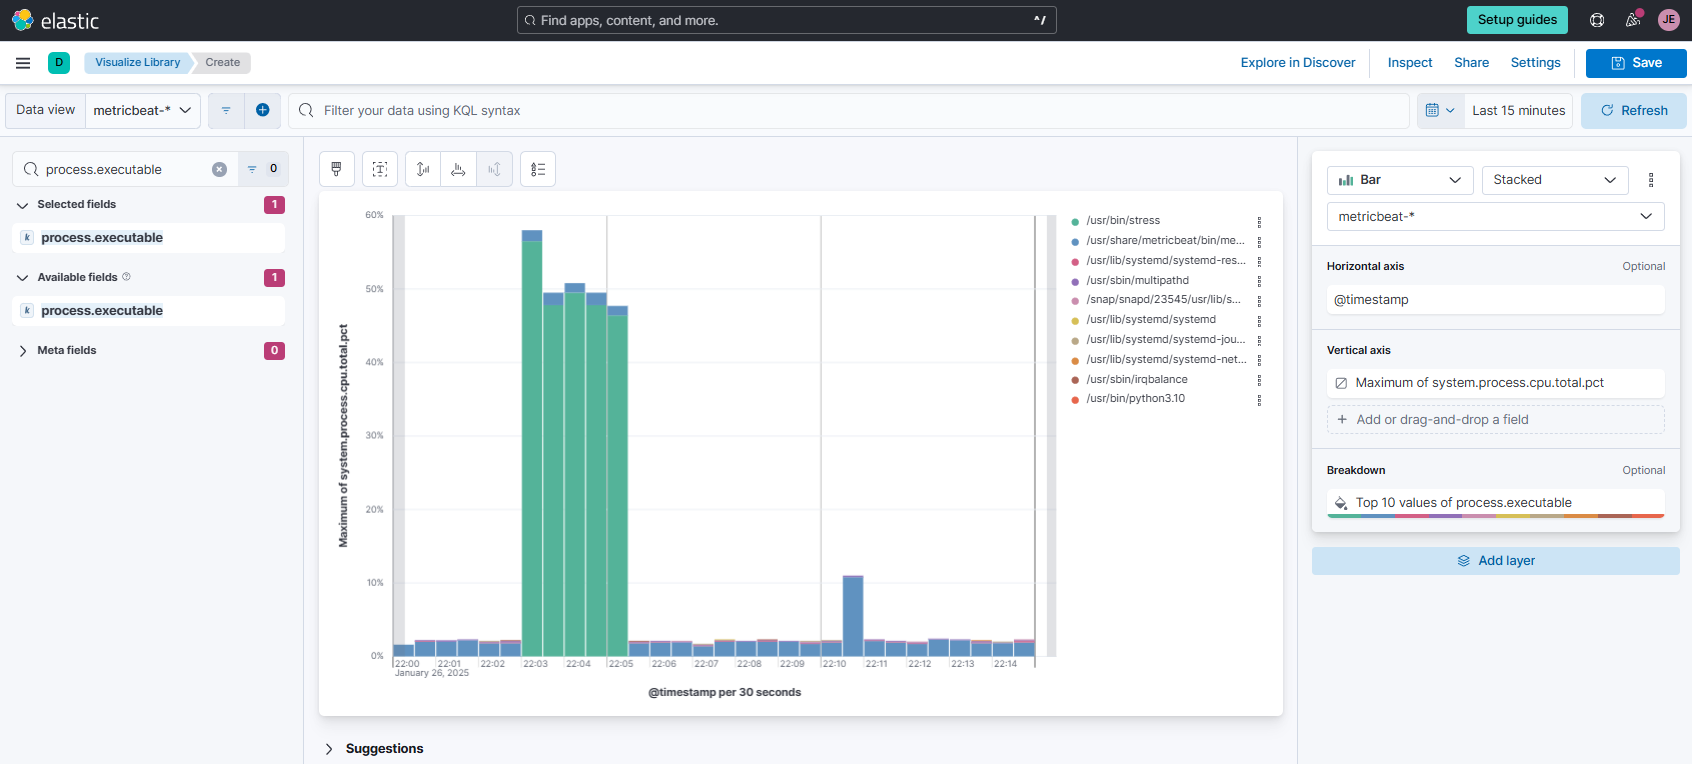 elastic
Find apps, content, and more.
^/
Setup guides
JE
D
Visualize Library
Create
Explore in Discover
Inspect
Share
Settings
Save
Data view
metricbeat-*
Filter your data using KQL syntax
Last 15 minutes
Refresh
process.executable
0
Selected fields
1
k process.executable
Available fields
1
k process.executable
Meta fields
0
Maximum of system.process.cpu.total.pct
60%
50%
40%
30%
20%
10%
0%
22:00 22:01 22:02 22:03 22:04 22:05 22:06 22:07 22:08 22:09 22:10 22:11 22:12 22:13 22:14
January 26, 2025
@timestamp per 30 seconds
/usr/bin/stress
/usr/share/metricbeat/bin/me...
/usr/lib/systemd/systemd-res...
/usr/sbin/multipathd
/snap/snapd/23545/usr/lib/s...
/usr/lib/systemd/systemd
/usr/lib/systemd/systemd-jou...
/usr/lib/systemd/systemd-net...
/usr/sbin/irqbalance
/usr/bin/python3.10
Suggestions
Bar
Stacked
metricbeat-*
Horizontal axis
Optional
@timestamp
Vertical axis
Maximum of system.process.cpu.total.pct
Add or drag-and-drop a field
Breakdown
Optional
Top 10 values of process.executable
Add layer